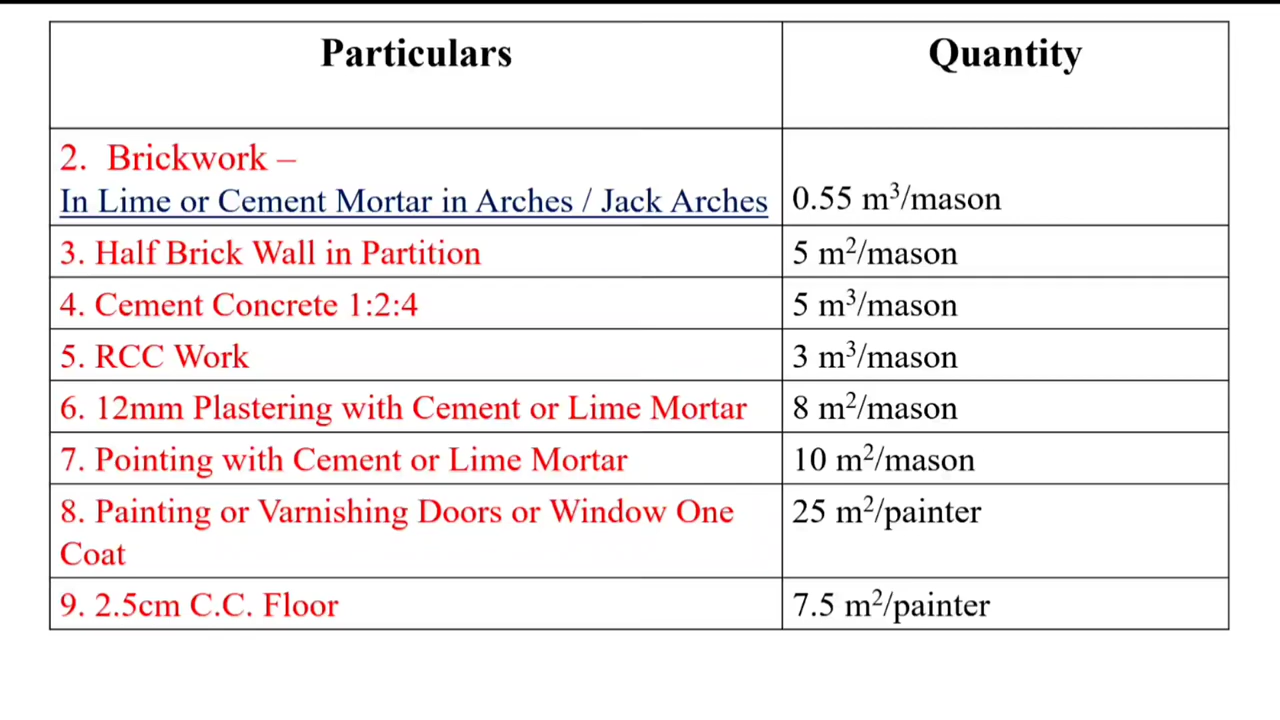 Particulars
Quantity
2. Brickwork –
In Lime or Cement Mortar in Arches / Jack Arches
0.55 m³/mason
3. Half Brick Wall in Partition
5 m²/mason
4. Cement Concrete 1:2:4
5 m³/mason
5. RCC Work
3 m³/mason
6. 12mm Plastering with Cement or Lime Mortar
8 m²/mason
7. Pointing with Cement or Lime Mortar
10 m²/mason
8. Painting or Varnishing Doors or Window One
Coat
25 m²/painter
9. 2.5cm C.C. Floor
7.5 m²/painter